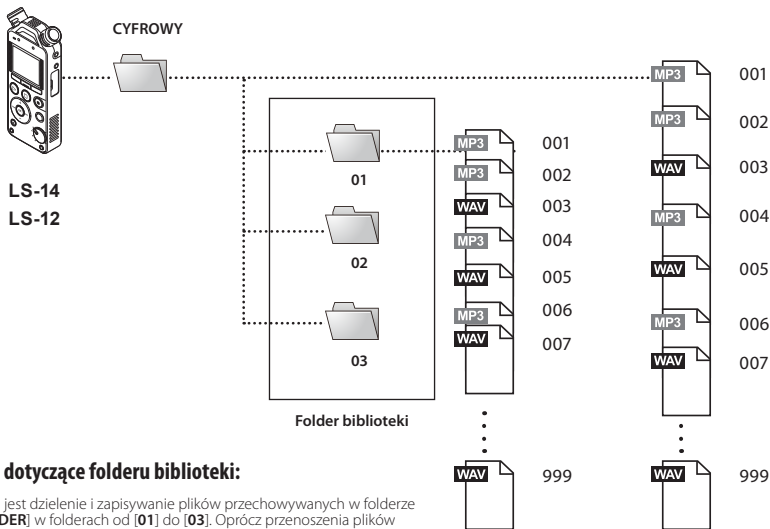 CYFROWY
LS-14
LS-12
01
02
03
Folder biblioteki
MP3 001
MP3 002
WAV 003
MP3 004
WAV 005
MP3 006
WAV 007
WAV 999
MP3 001
MP3 002
WAV 003
MP3 004
WAV 005
MP3 006
WAV 007
WAV 999
dotyczące folderu biblioteki:
jest dzielenie i zapisywanie plików przechowywanych w folderze
DER] w folderach od [01] do [03]. Oprócz przenoszenia plików